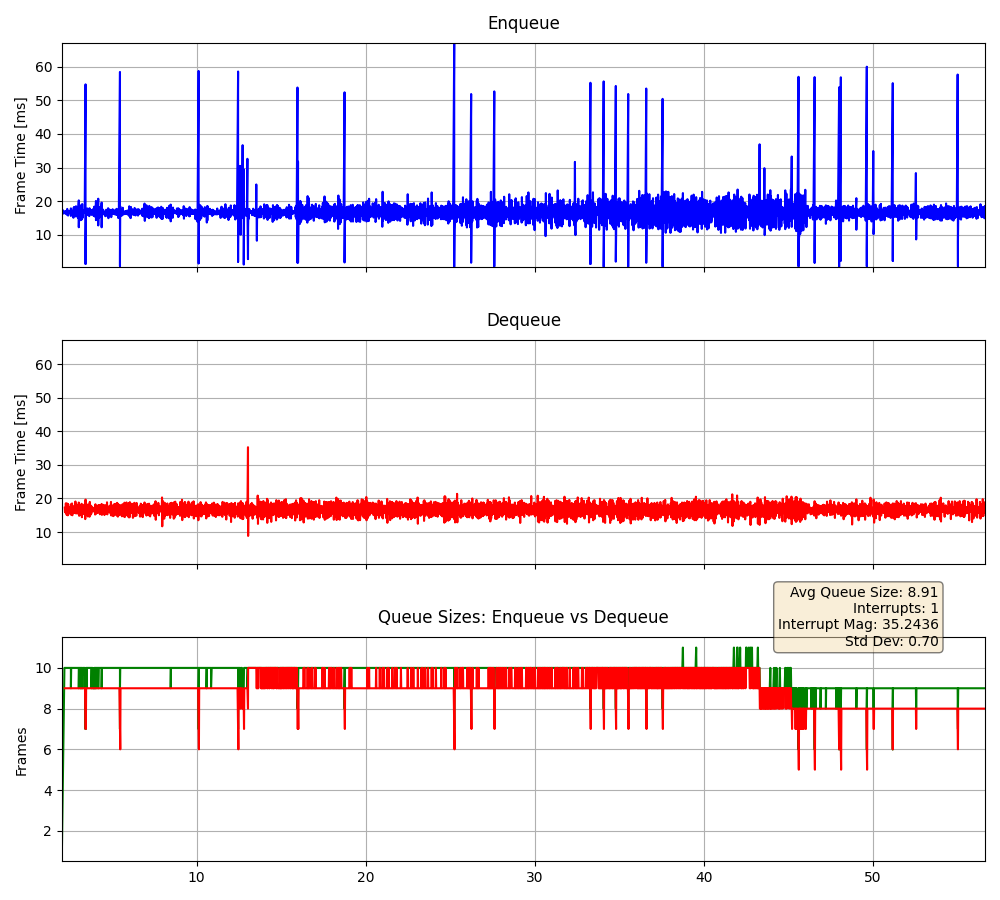 Enqueue
Frame Time [ms]
60
50
40
30
20
10
Dequeue
Frame Time [ms]
60
50
40
30
20
10
Avg Queue Size: 8.91
Interrupts: 1
Interrupt Mag: 35.2436
Std Dev: 0.70
Queue Sizes: Enqueue vs Dequeue
Frames
10
8
6
4
2
10 20 30 40 50